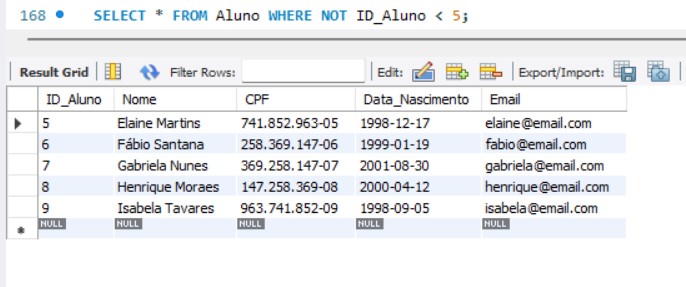 168 SELECT * FROM Aluno WHERE NOT ID_Aluno < 5;
Result Grid Filter Rows: Edit: Export/Import:
ID_Aluno Nome CPF Data_Nascimento Email
5 Elaine Martins 741.852.963-05 1998-12-17 elaine@email.com
6 Fábio Santana 258.369.147-06 1999-01-19 fabio@email.com
7 Gabriela Nunes 369.258.147-07 2001-08-30 gabriela@email.com
8 Henrique Moraes 147.258.369-08 2000-04-12 henrique@email.com
9 Isabela Tavares 963.741.852-09 1998-09-05 isabela@email.com
NULL NULL NULL NULL NULL